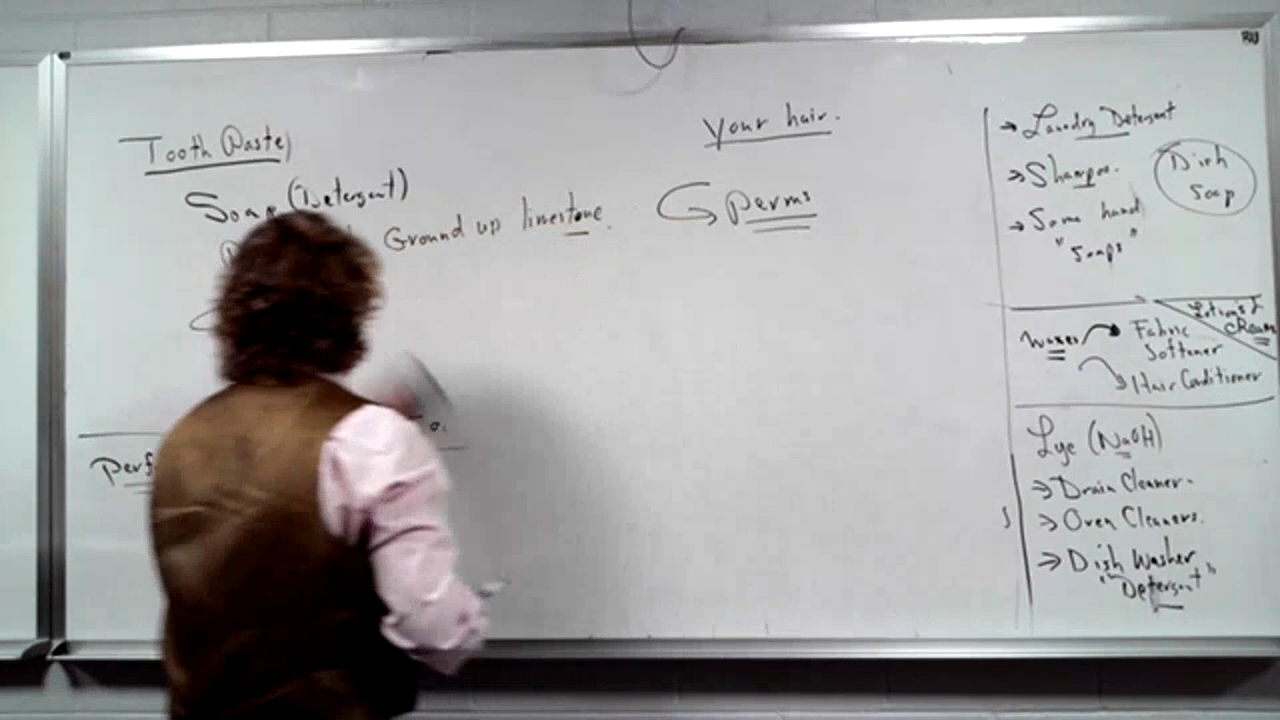 Tooth Paste
Soap (Detergent)
Ground up limestone.
Your hair.
Perms
→ Laundry Detergent
→ Shampoo.
→ Some hand
"Soaps"
Dish
Soap
Waxes
Fabric
Softener
Hair Conditioner
Lotions &
Lye (NaOH)
→ Drain Cleaner.
→ Oven Cleaners.
→ Dish Washer
"Detergent"